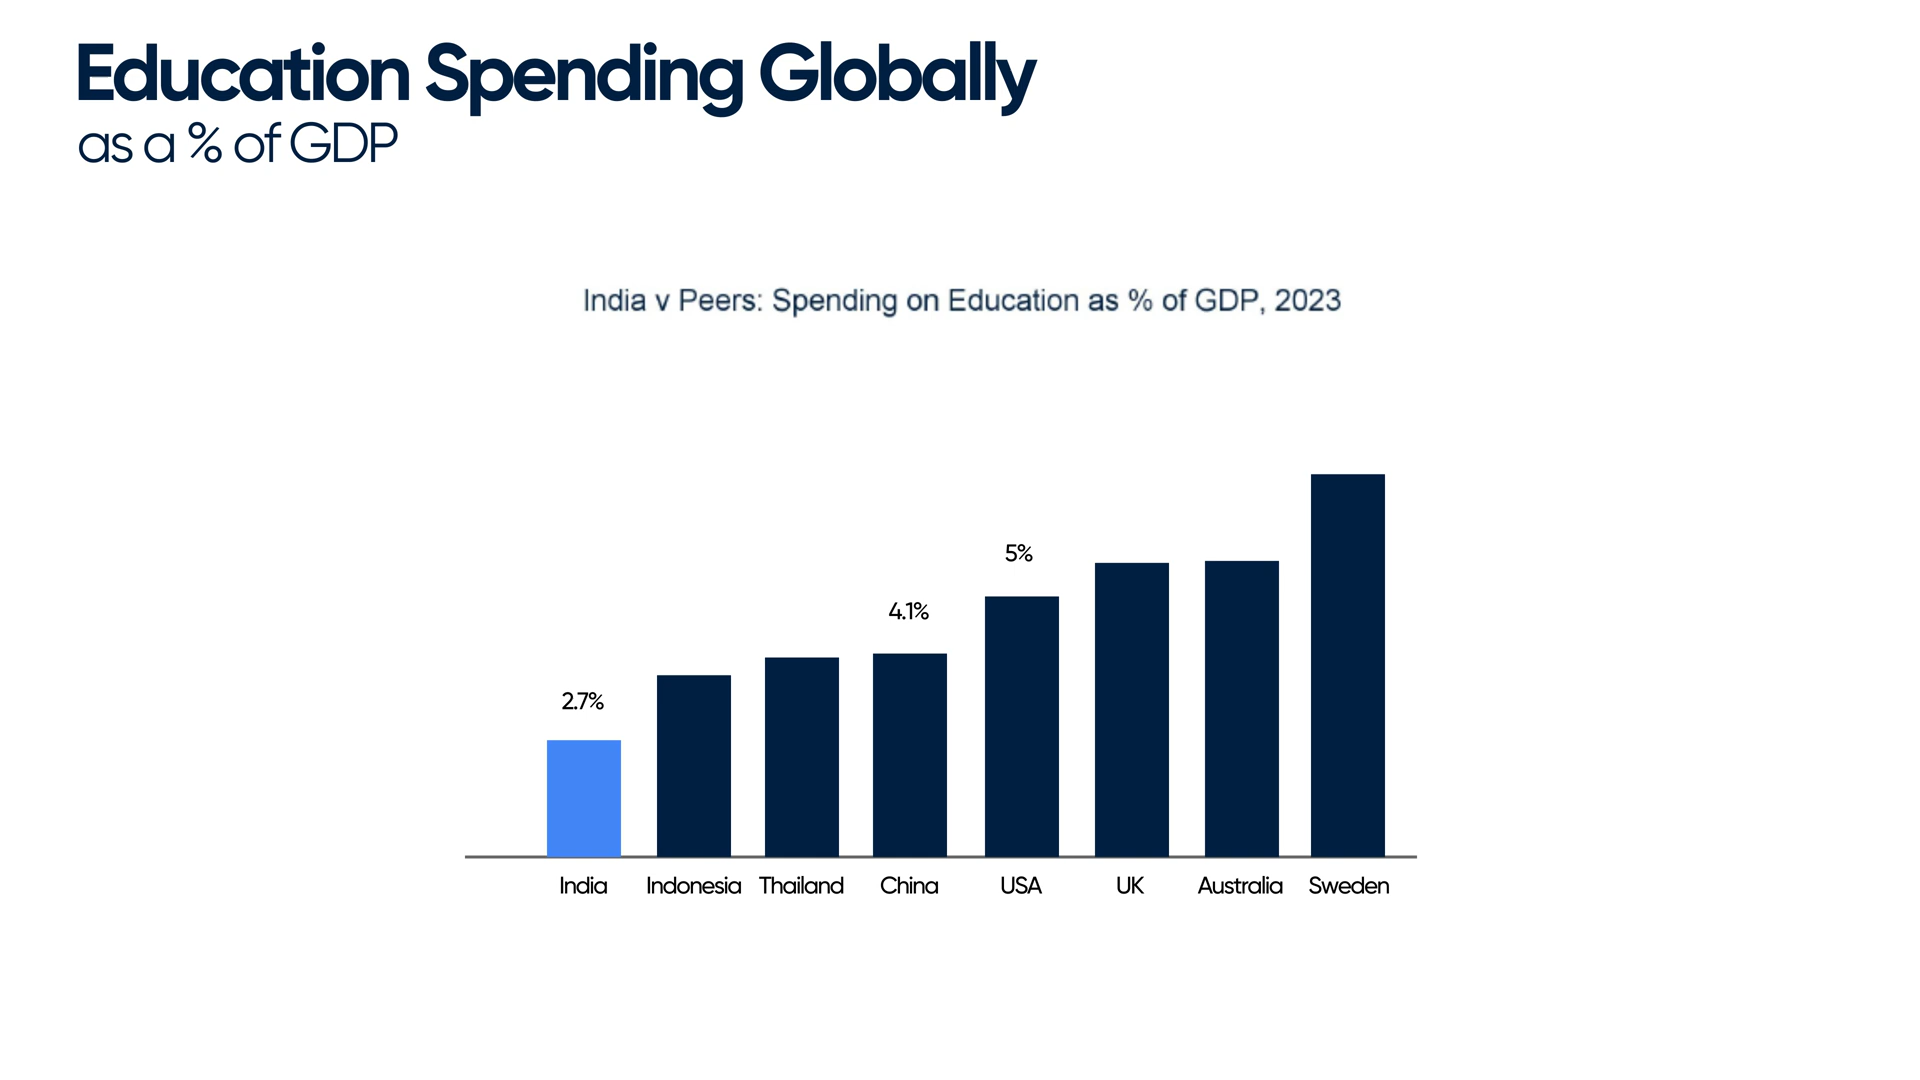 Education Spending Globally
as a % of GDP
India v Peers: Spending on Education as % of GDP, 2023
5%
4.1%
2.7%
India Indonesia Thailand China USA UK Australia Sweden